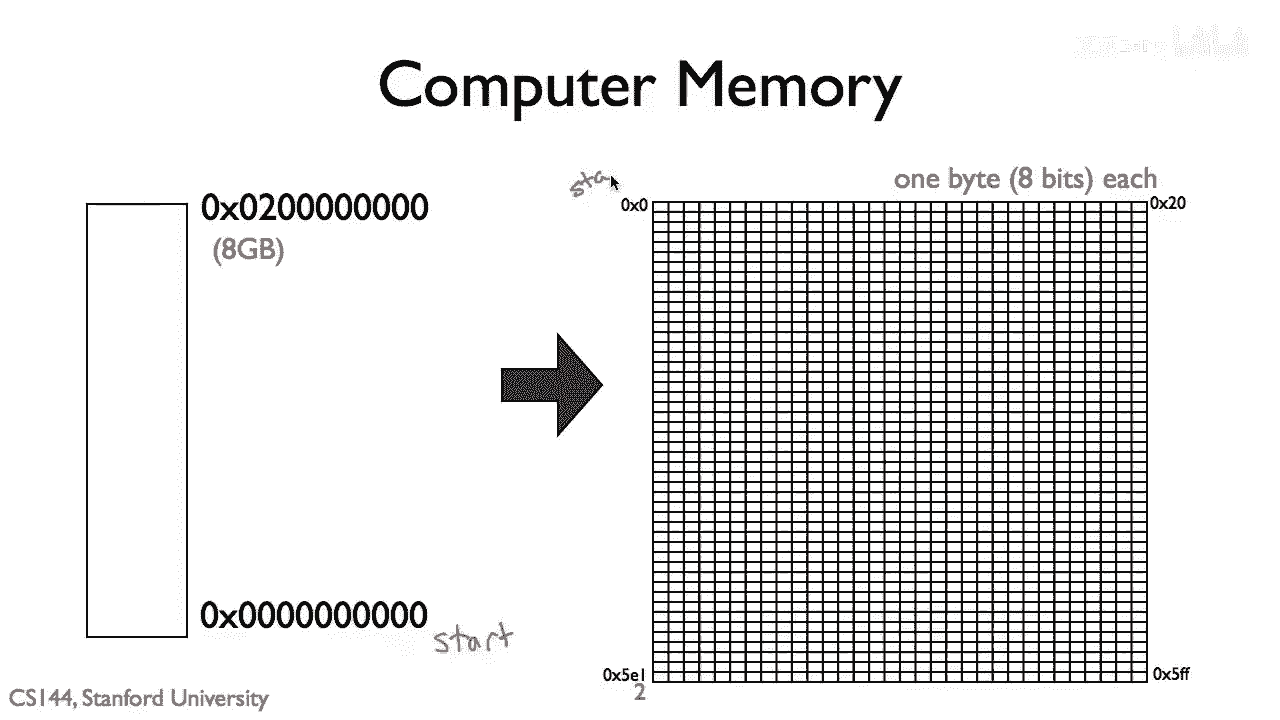 Computer Memory
0x0200000000
(8GB)
0x0000000000
start
sta
one byte (8 bits) each
0x0
0x20
0x5e1
0x5ff
CS144, Stanford University
2